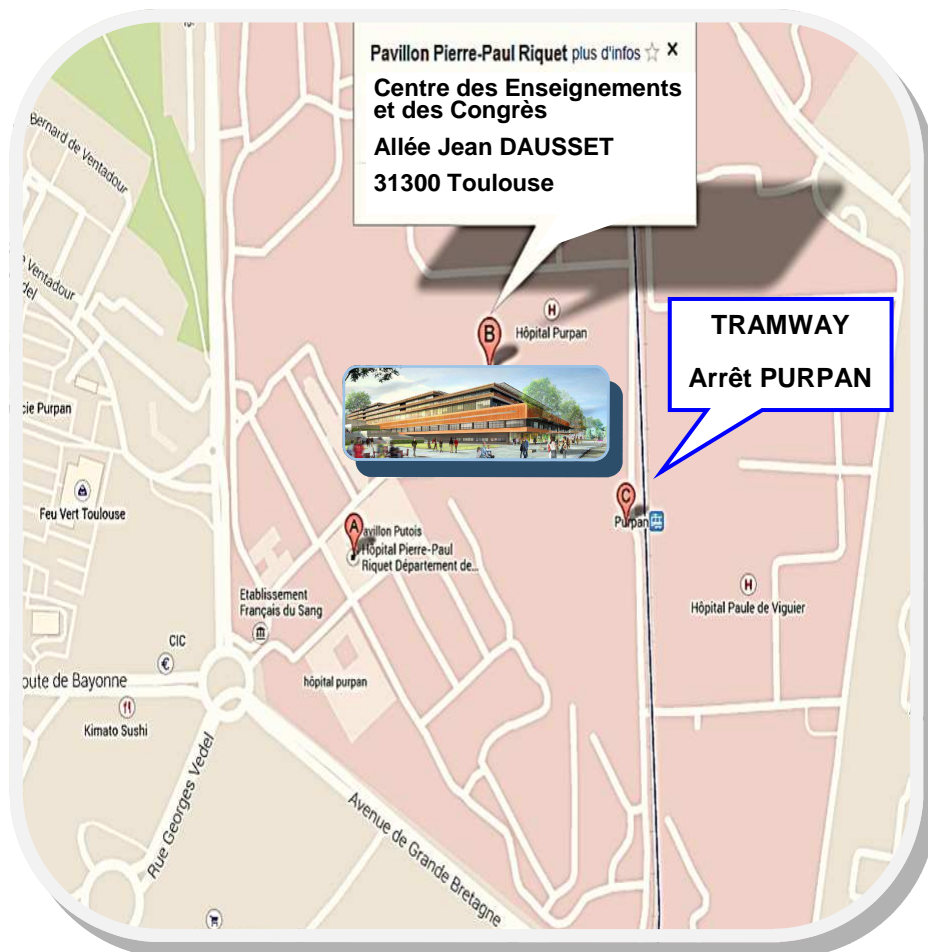 Pavillon Pierre-Paul Riquet plus d'infos ☆ X
Centre des Enseignements
et des Congrès
Allée Jean DAUSSET
31300 Toulouse
Bernard de Ventadour
Ventadour
B
H
Hôpital Purpan
TRAMWAY
Arrêt PURPAN
cie Purpan
Feu Vert Toulouse
C
Purpan
A
avillon Putois
Hôpital Pierre-Paul
Riquet Département de...
H
Hôpital Paule de Viguier
Etablissement
Français du Sang
CIC
€
oute de Bayonne
hôpital purpan
Kimato Sushi
Rue Georges Vedel
Avenue de Grande Bretagne